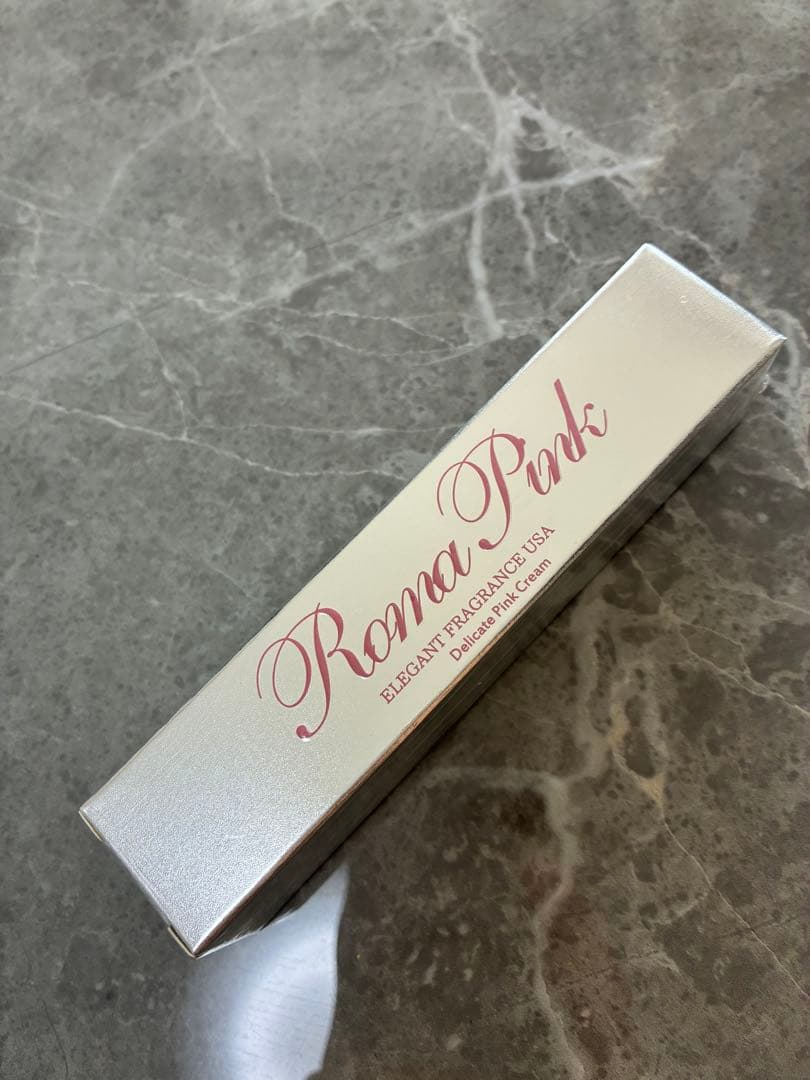 Roma Pink
ELEGANT FRAGRANCE USA
Delicate Pink Cream